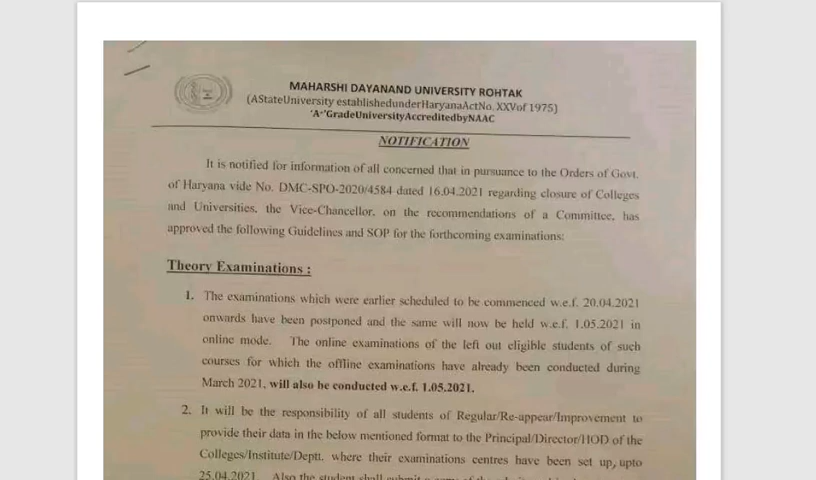 MAHARSHI DAYANAND UNIVERSITY ROHTAK
(AStateUniversity establishedunderHaryanaActNo. XXVof 1975)
'A+'GradeUniversityAccreditedbyNAAC
NOTIFICATION
It is notified for information of all concerned that in pursuance to the Orders of Govt.
of Haryana vide No. DMC-SPO-2020/4584 dated 16.04.2021 regarding closure of Colleges
and Universities, the Vice-Chancellor, on the recommendations of a Committee, has
approved the following Guidelines and SOP for the forthcoming examinations:
Theory Examinations :
1. The examinations which were earlier scheduled to be commenced w.e.f. 20.04.2021
onwards have been postponed and the same will now be held w.e.f. 1.05.2021 in
online mode. The online examinations of the left out eligible students of such
courses for which the offline examinations have already been conducted during
March 2021, will also be conducted w.e.f. 1.05.2021.
2. It will be the responsibility of all students of Regular/Re-appear/Improvement to
provide their data in the below mentioned format to the Principal/Director/HOD of the
Colleges/Institute/Deptt. where their examinations centres have been set up, upto
25.04.2021. Also the student shall submit